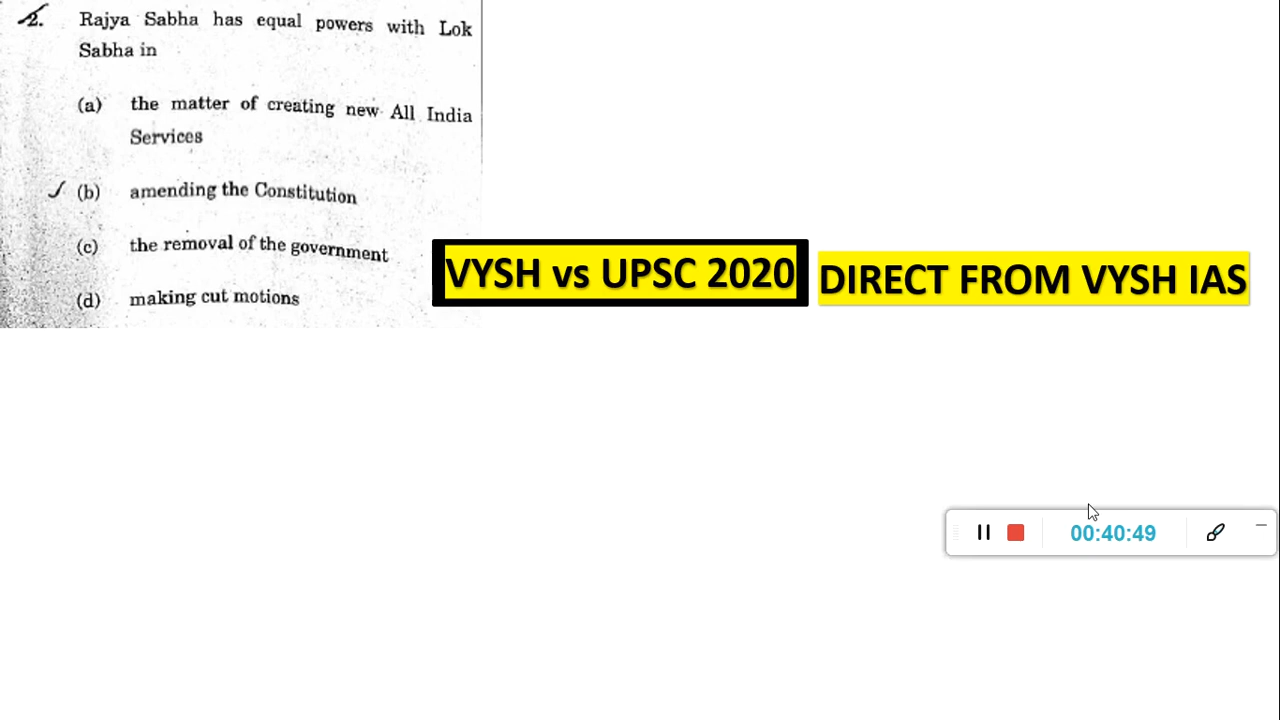 2. Rajya Sabha has equal powers with Lok
Sabha in
(a) the matter of creating new All India
Services
(b) amending the Constitution
(c) the removal of the government
(d) making cut motions
VYSH vs UPSC 2020
DIRECT FROM VYSH IAS
00:40:49